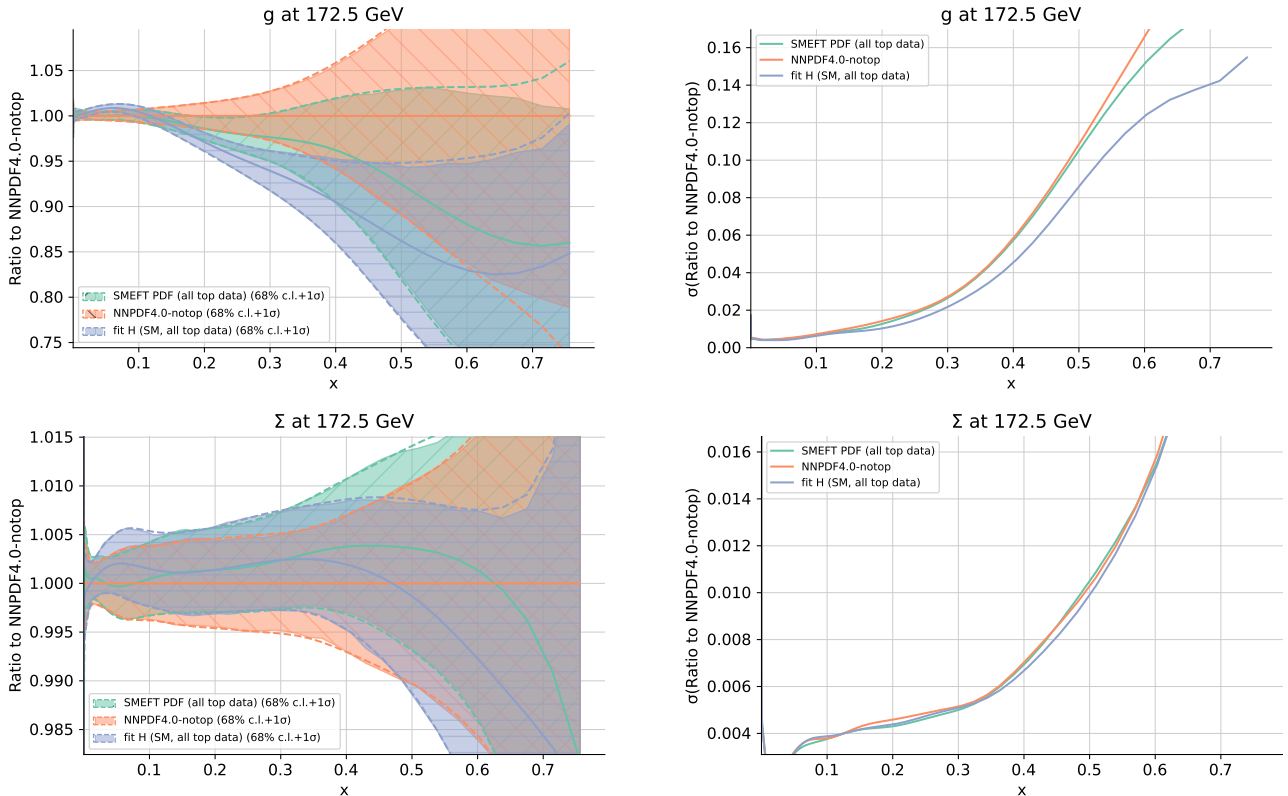 g at 172.5 GeV
Ratio to NNPDF4.0-notop
1.05
1.00
0.95
0.90
0.85
0.80
0.75
SMEFT PDF (all top data) (68% c.l.+1σ)
NNPDF4.0-notop (68% c.l.+1σ)
fit H (SM, all top data) (68% c.l.+1σ)
0.1 0.2 0.3 0.4 0.5 0.6 0.7
x
g at 172.5 GeV
σ(Ratio to NNPDF4.0-notop)
0.16
0.14
0.12
0.10
0.08
0.06
0.04
0.02
0.00
SMEFT PDF (all top data)
NNPDF4.0-notop
fit H (SM, all top data)
0.1 0.2 0.3 0.4 0.5 0.6 0.7
x
Σ at 172.5 GeV
Ratio to NNPDF4.0-notop
1.015
1.010
1.005
1.000
0.995
0.990
0.985
SMEFT PDF (all top data) (68% c.l.+1σ)
NNPDF4.0-notop (68% c.l.+1σ)
fit H (SM, all top data) (68% c.l.+1σ)
0.1 0.2 0.3 0.4 0.5 0.6 0.7
x
Σ at 172.5 GeV
σ(Ratio to NNPDF4.0-notop)
0.016
0.014
0.012
0.010
0.008
0.006
0.004
SMEFT PDF (all top data)
NNPDF4.0-notop
fit H (SM, all top data)
0.1 0.2 0.3 0.4 0.5 0.6 0.7
x